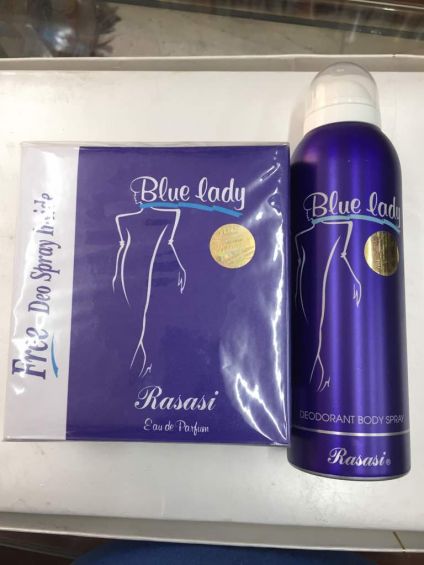 Free - Deo Spray Inside
Blue lady
Rasasi
Eau de Parfum
Blue lady
DEODORANT BODY SPRAY
Rasasi®